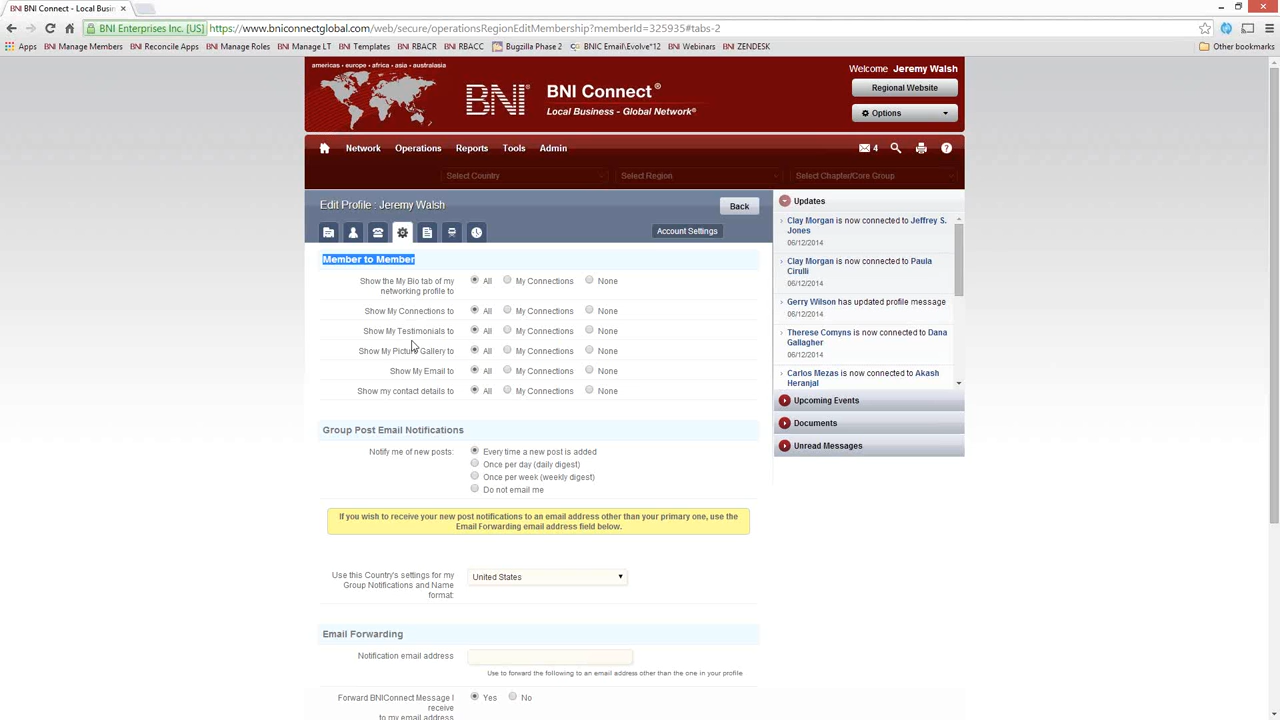 BNI Connect - Local Busin
BNI Enterprises Inc. [US]
https://www.bniconnectglobal.com/web/secure/operationsRegionEditMembership?memberId=325935#tabs-2
Apps BNI Manage Members BNI Reconcile Apps BNI Manage Roles BNI Manage LT BNI Templates BNI RBACR BNI RBACC Bugzilla Phase 2 BNIC Email\Evolve^12 BNI Webinars BNI ZENDESK Other bookmarks
americas • europe • africa • asia • australasia
BNI®
BNI Connect®
Local Business - Global Network®
Welcome Jeremy Walsh
Regional Website
Options
Network Operations Reports Tools Admin 4
Select Country Select Region Select Chapter/Core Group
Edit Profile : Jeremy Walsh
Back
Account Settings
Member to Member
Show the My Bio tab of my
networking profile to
All My Connections None
Show My Connections to All My Connections None
Show My Testimonials to All My Connections None
Show My Picture Gallery to All My Connections None
Show My Email to All My Connections None
Show my contact details to All My Connections None
Group Post Email Notifications
Notify me of new posts: Every time a new post is added
Once per day (daily digest)
Once per week (weekly digest)
Do not email me
If you wish to receive your new post notifications to an email address other than your primary one, use the
Email Forwarding email address field below.
Use this Country's settings for my
Group Notifications and Name
format:
United States
Email Forwarding
Notification email address
Use to forward the following to an email address other than the one in your profile
Forward BNIConnect Message I
receive
to my email address
Yes No
Updates
Clay Morgan is now connected to Jeffrey S.
Jones
06/12/2014
Clay Morgan is now connected to Paula
Cirulli
06/12/2014
Gerry Wilson has updated profile message
06/12/2014
Therese Comyns is now connected to Dana
Gallagher
06/12/2014
Carlos Mezas is now connected to Akash
Heranjal
Upcoming Events
Documents
Unread Messages